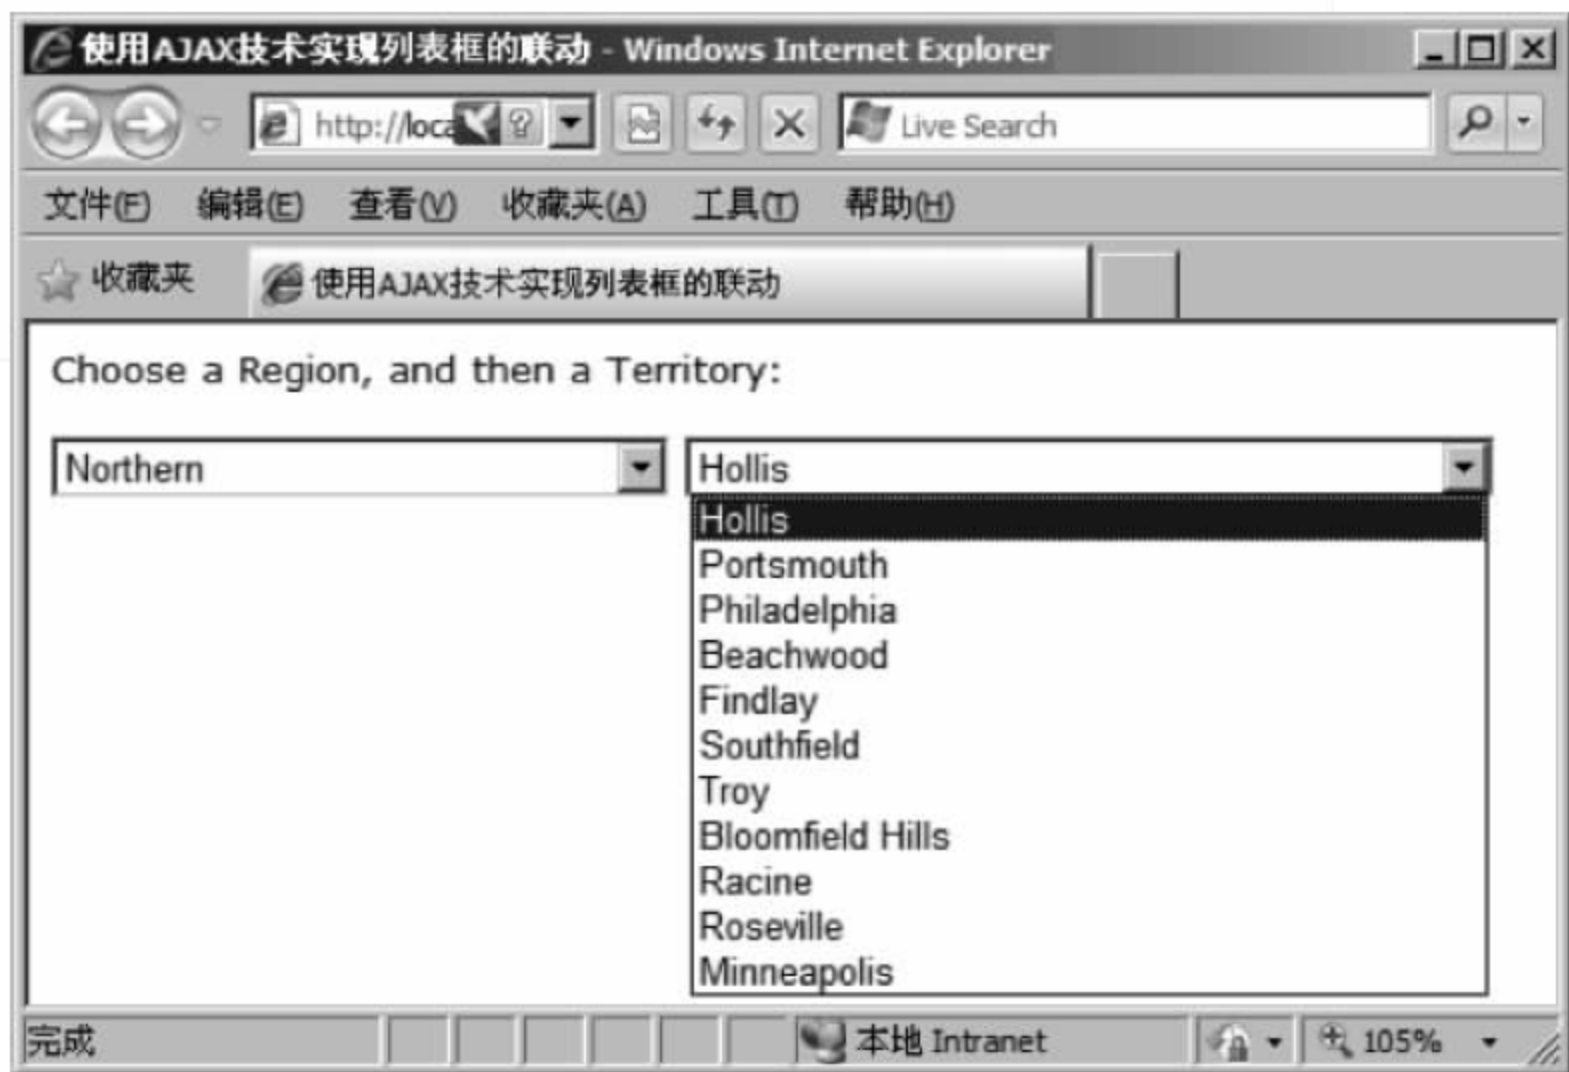 使用AJAX技术实现列表框的联动 - Windows Internet Explorer
http://loca
Live Search
文件(F) 编辑(E) 查看(V) 收藏夹(A) 工具(T) 帮助(H)
收藏夹 使用AJAX技术实现列表框的联动
Choose a Region, and then a Territory:
Northern Hollis
Hollis
Portsmouth
Philadelphia
Beachwood
Findlay
Southfield
Troy
Bloomfield Hills
Racine
Roseville
Minneapolis
完成 本地 Intranet 105%